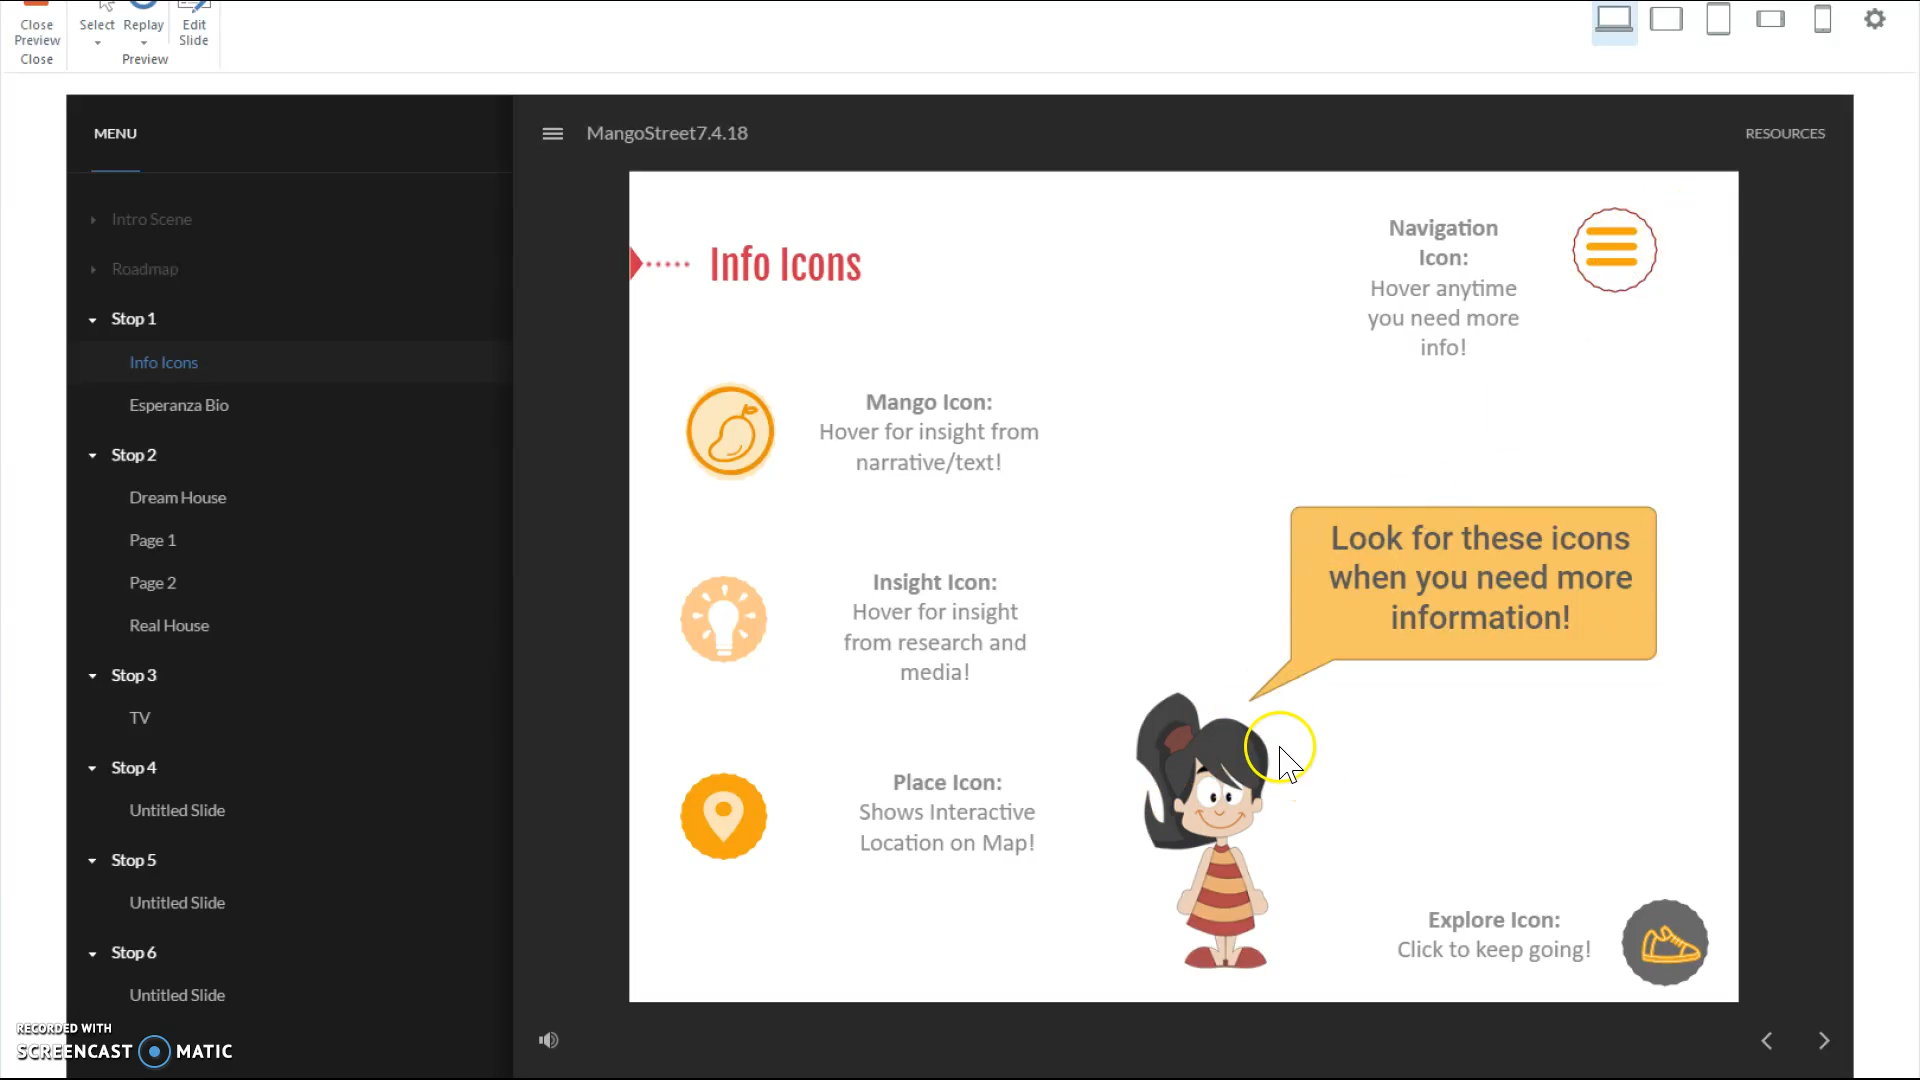 Close
Preview
Select
Replay
Edit
Slide
Close
Preview
MENU
MangoStreet7.4.18
RESOURCES
Intro Scene
Roadmap
Stop 1
Info Icons
Esperanza Bio
Stop 2
Dream House
Page 1
Page 2
Real House
Stop 3
TV
Stop 4
Untitled Slide
Stop 5
Untitled Slide
Stop 6
Untitled Slide
Info Icons
Navigation
Icon:
Hover anytime
you need more
info!
Mango Icon:
Hover for insight from
narrative/text!
Insight Icon:
Hover for insight
from research and
media!
Place Icon:
Shows Interactive
Location on Map!
Look for these icons
when you need more
information!
Explore Icon:
Click to keep going!
RECORDED WITH
SCREENCAST MATIC